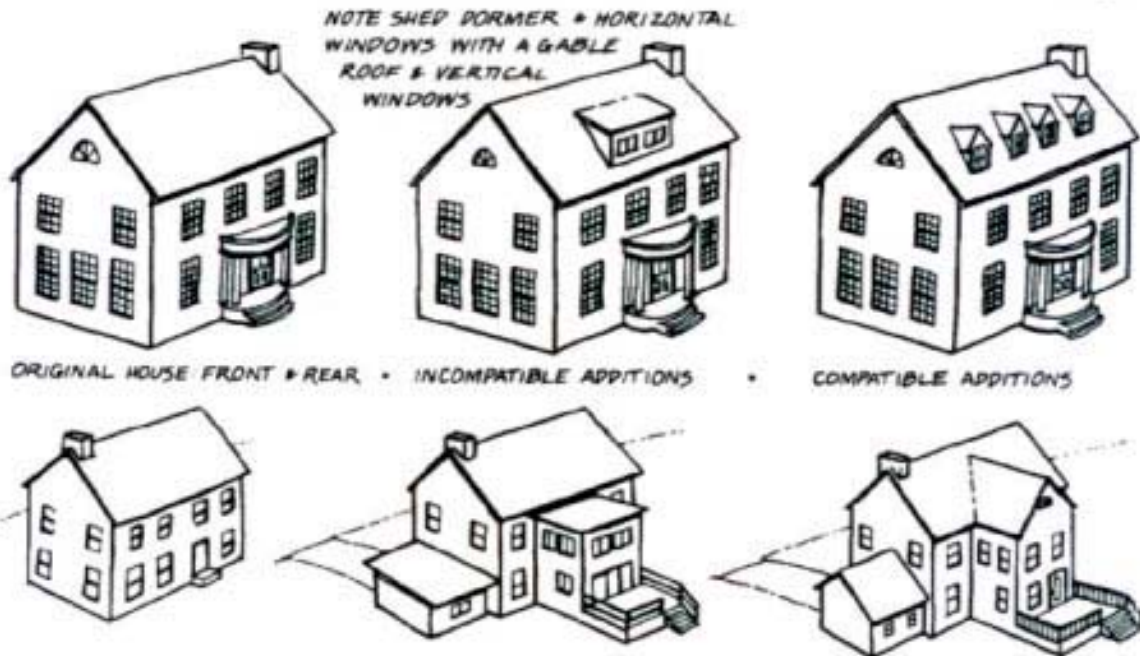 NOTE SHED DORMER & HORIZONTAL
WINDOWS WITH A GABLE
ROOF & VERTICAL
WINDOWS
ORIGINAL HOUSE FRONT & REAR • INCOMPATIBLE ADDITIONS • COMPATIBLE ADDITIONS